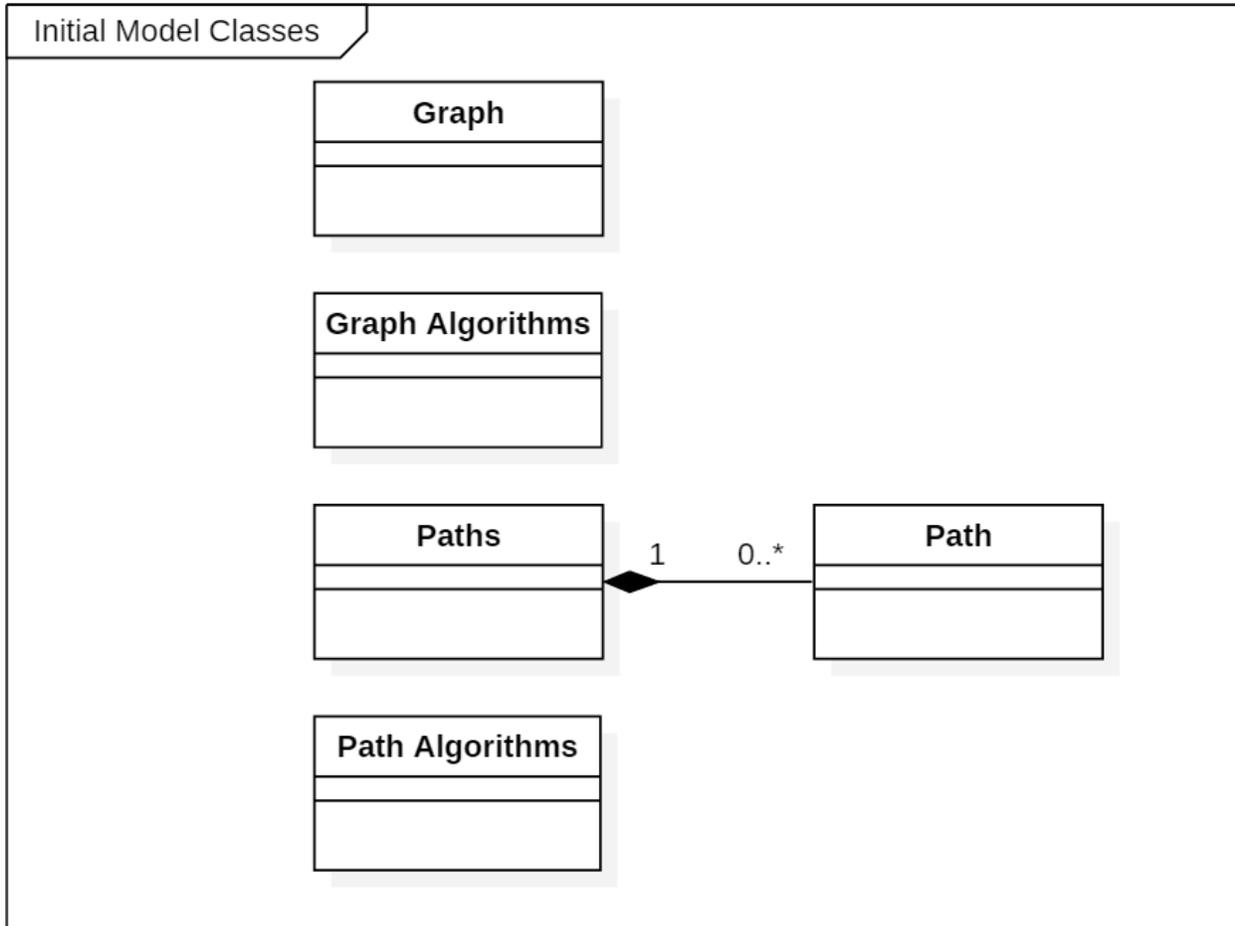 Initial Model Classes
Graph
Graph Algorithms
Paths
1
0..*
Path
Path Algorithms